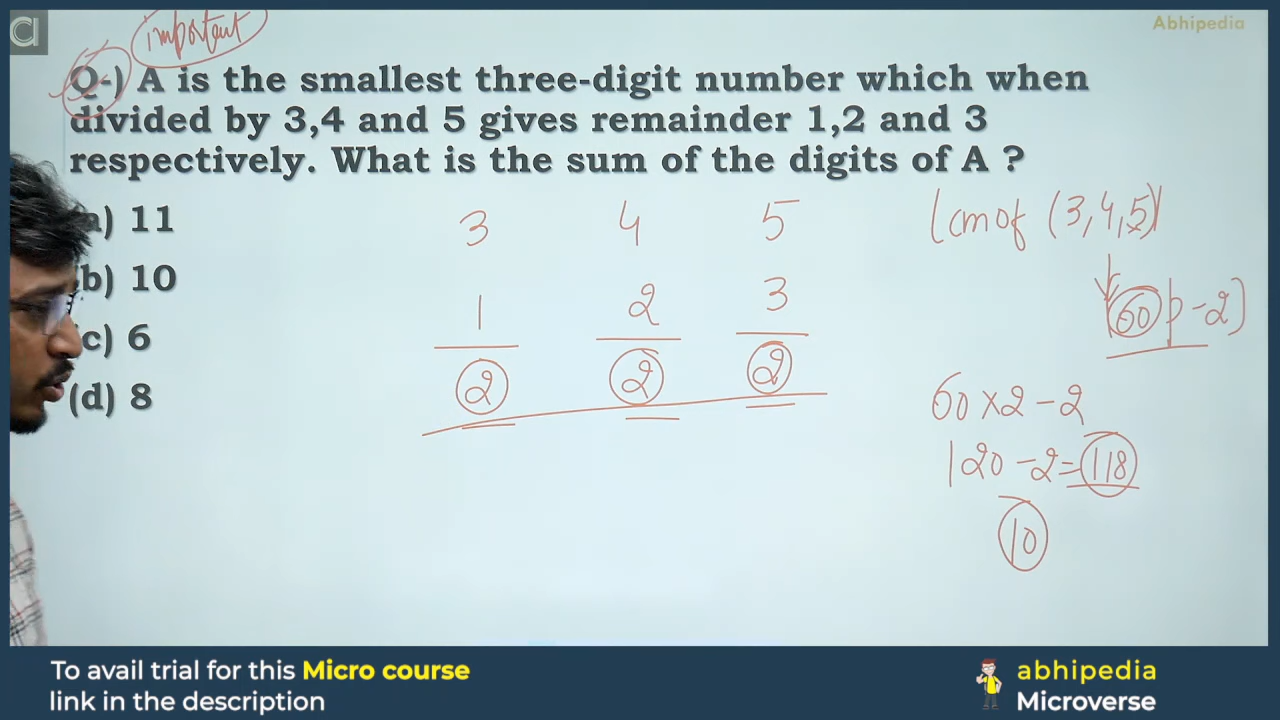 Abhipedia
important
Q-) A is the smallest three-digit number which when
divided by 3,4 and 5 gives remainder 1,2 and 3
respectively. What is the sum of the digits of A ?
a) 11
(b) 10
(c) 6
(d) 8
3 4 5
1 2 3
2 2 2
lcm of (3,4,5)
(60p-2)
60×2-2
120-2=118
10
To avail trial for this Micro course
link in the description
abhipedia
Microverse